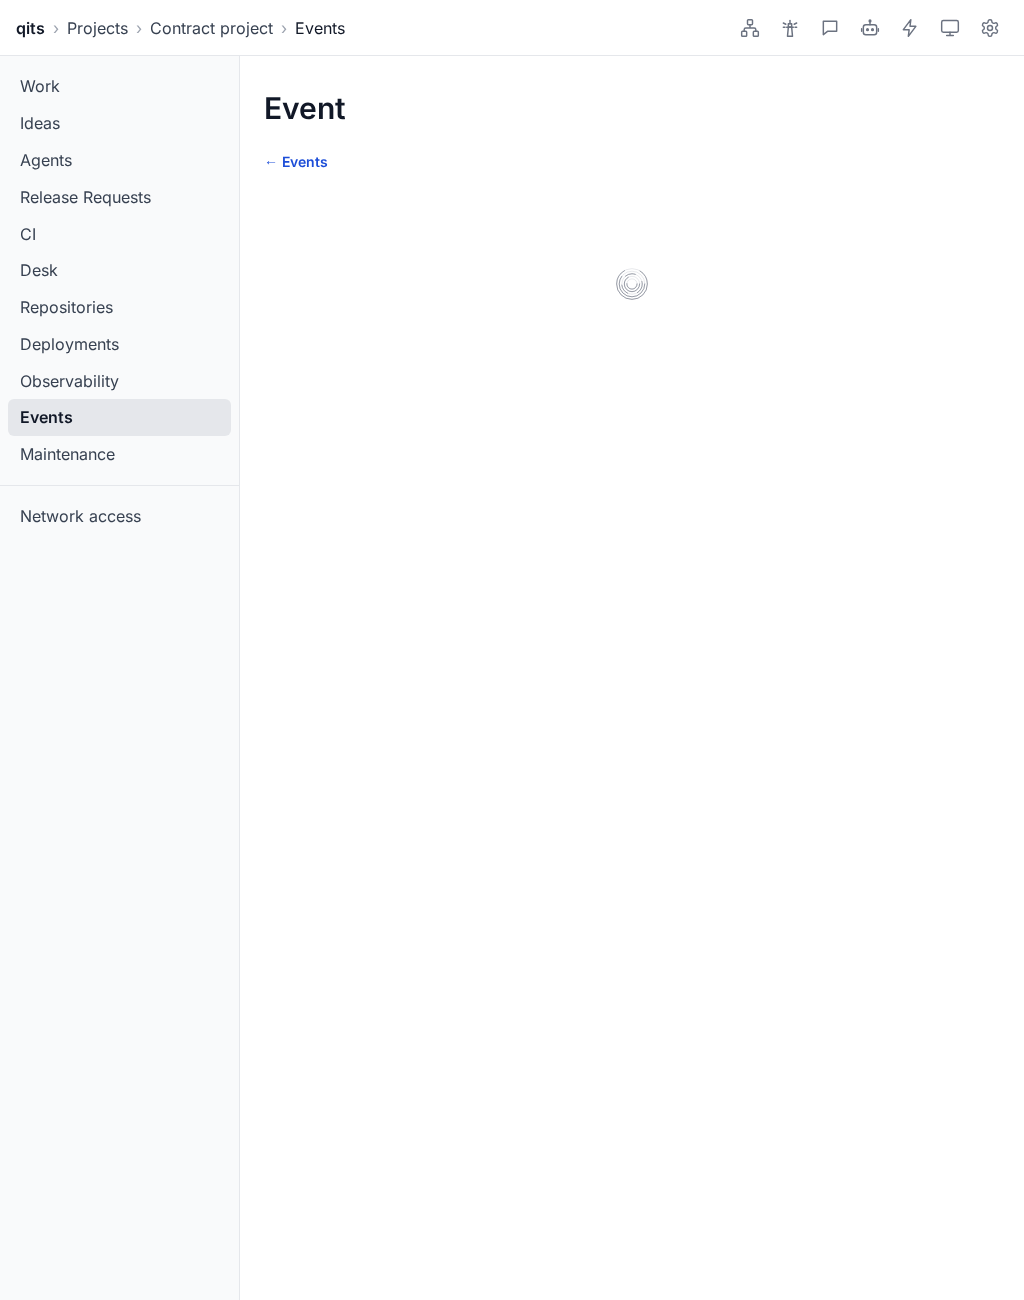 qits › Projects › Contract project › Events
Work
Ideas
Agents
Release Requests
CI
Desk
Repositories
Deployments
Observability
Events
Maintenance
Network access
Event
← Events